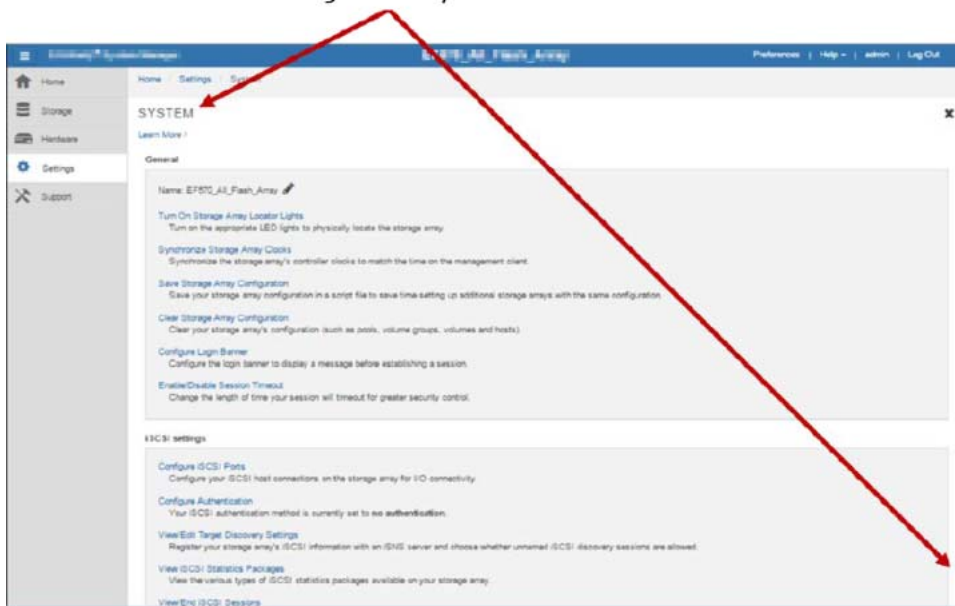 Preferences | Help | admin | Log Out
Home
Home / Settings /
Storage
SYSTEM
Hardware
Learn More
Settings
General
Support
Name: EF570_All_Flash_Array
Turn On Storage Array Locator Lights
Turn on the appropriate LED lights to physically locate the storage array.
Synchronize Storage Array Clocks
Synchronize the storage array's controller clocks to match the time on the management client.
Save Storage Array Configuration
Save your storage array configuration in a script file to save time setting up additional storage arrays with the same configuration.
Clear Storage Array Configuration
Clear your storage array's configuration (such as pools, volume groups, volumes and hosts).
Configure Login Banner
Configure the login banner to display a message before establishing a session.
Enable/Disable Session Timeout
Change the length of time your session will timeout for greater security control.
iSCSI settings
Configure iSCSI Ports
Configure your iSCSI host connections on the storage array for I/O connectivity.
Configure Authentication
Your iSCSI authentication method is currently set to no authentication.
View/Edit Target Discovery Settings
Register your storage array's iSCSI information with an iSNS server and choose whether unnamed iSCSI discovery sessions are allowed.
View iSCSI Statistics Packages
View the various types of iSCSI statistics packages available on your storage array.
View/End iSCSI Sessions